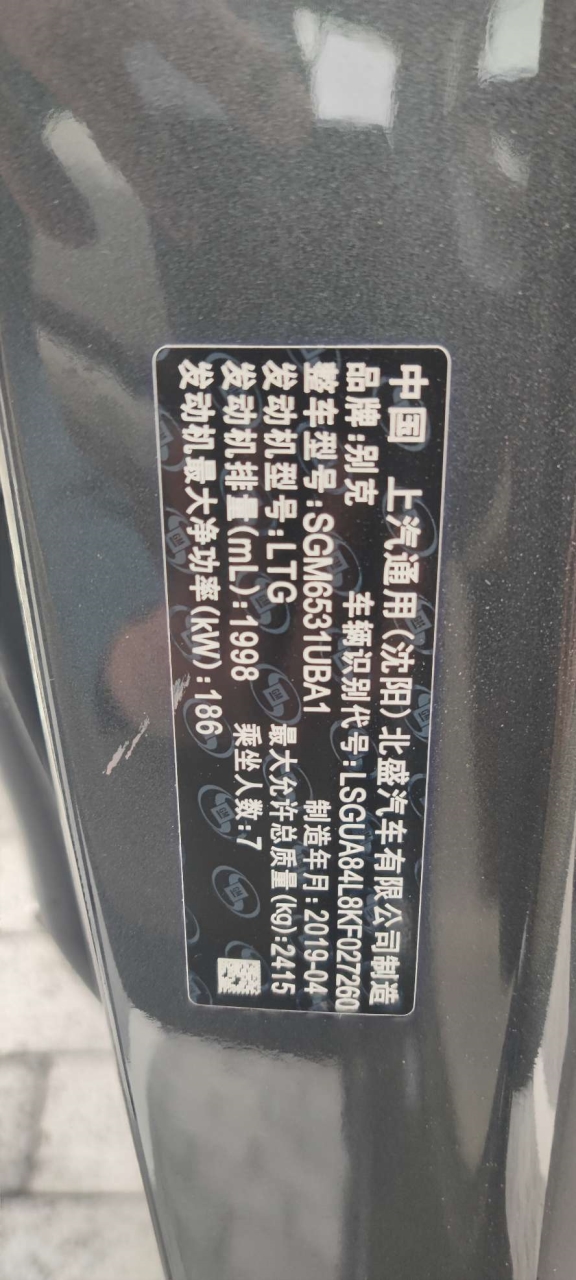 中国 上汽通用(沈阳)北盛汽车有限公司制造
品牌:别克 车辆识别代号:LSGUA84L8KF027260
整车型号:SGM6531UBA1 制造年月:2019-04
发动机型号:LTG 最大允许总质量(kg):2415
发动机排量(mL):1998 乘坐人数:7
发动机最大净功率(kW):186